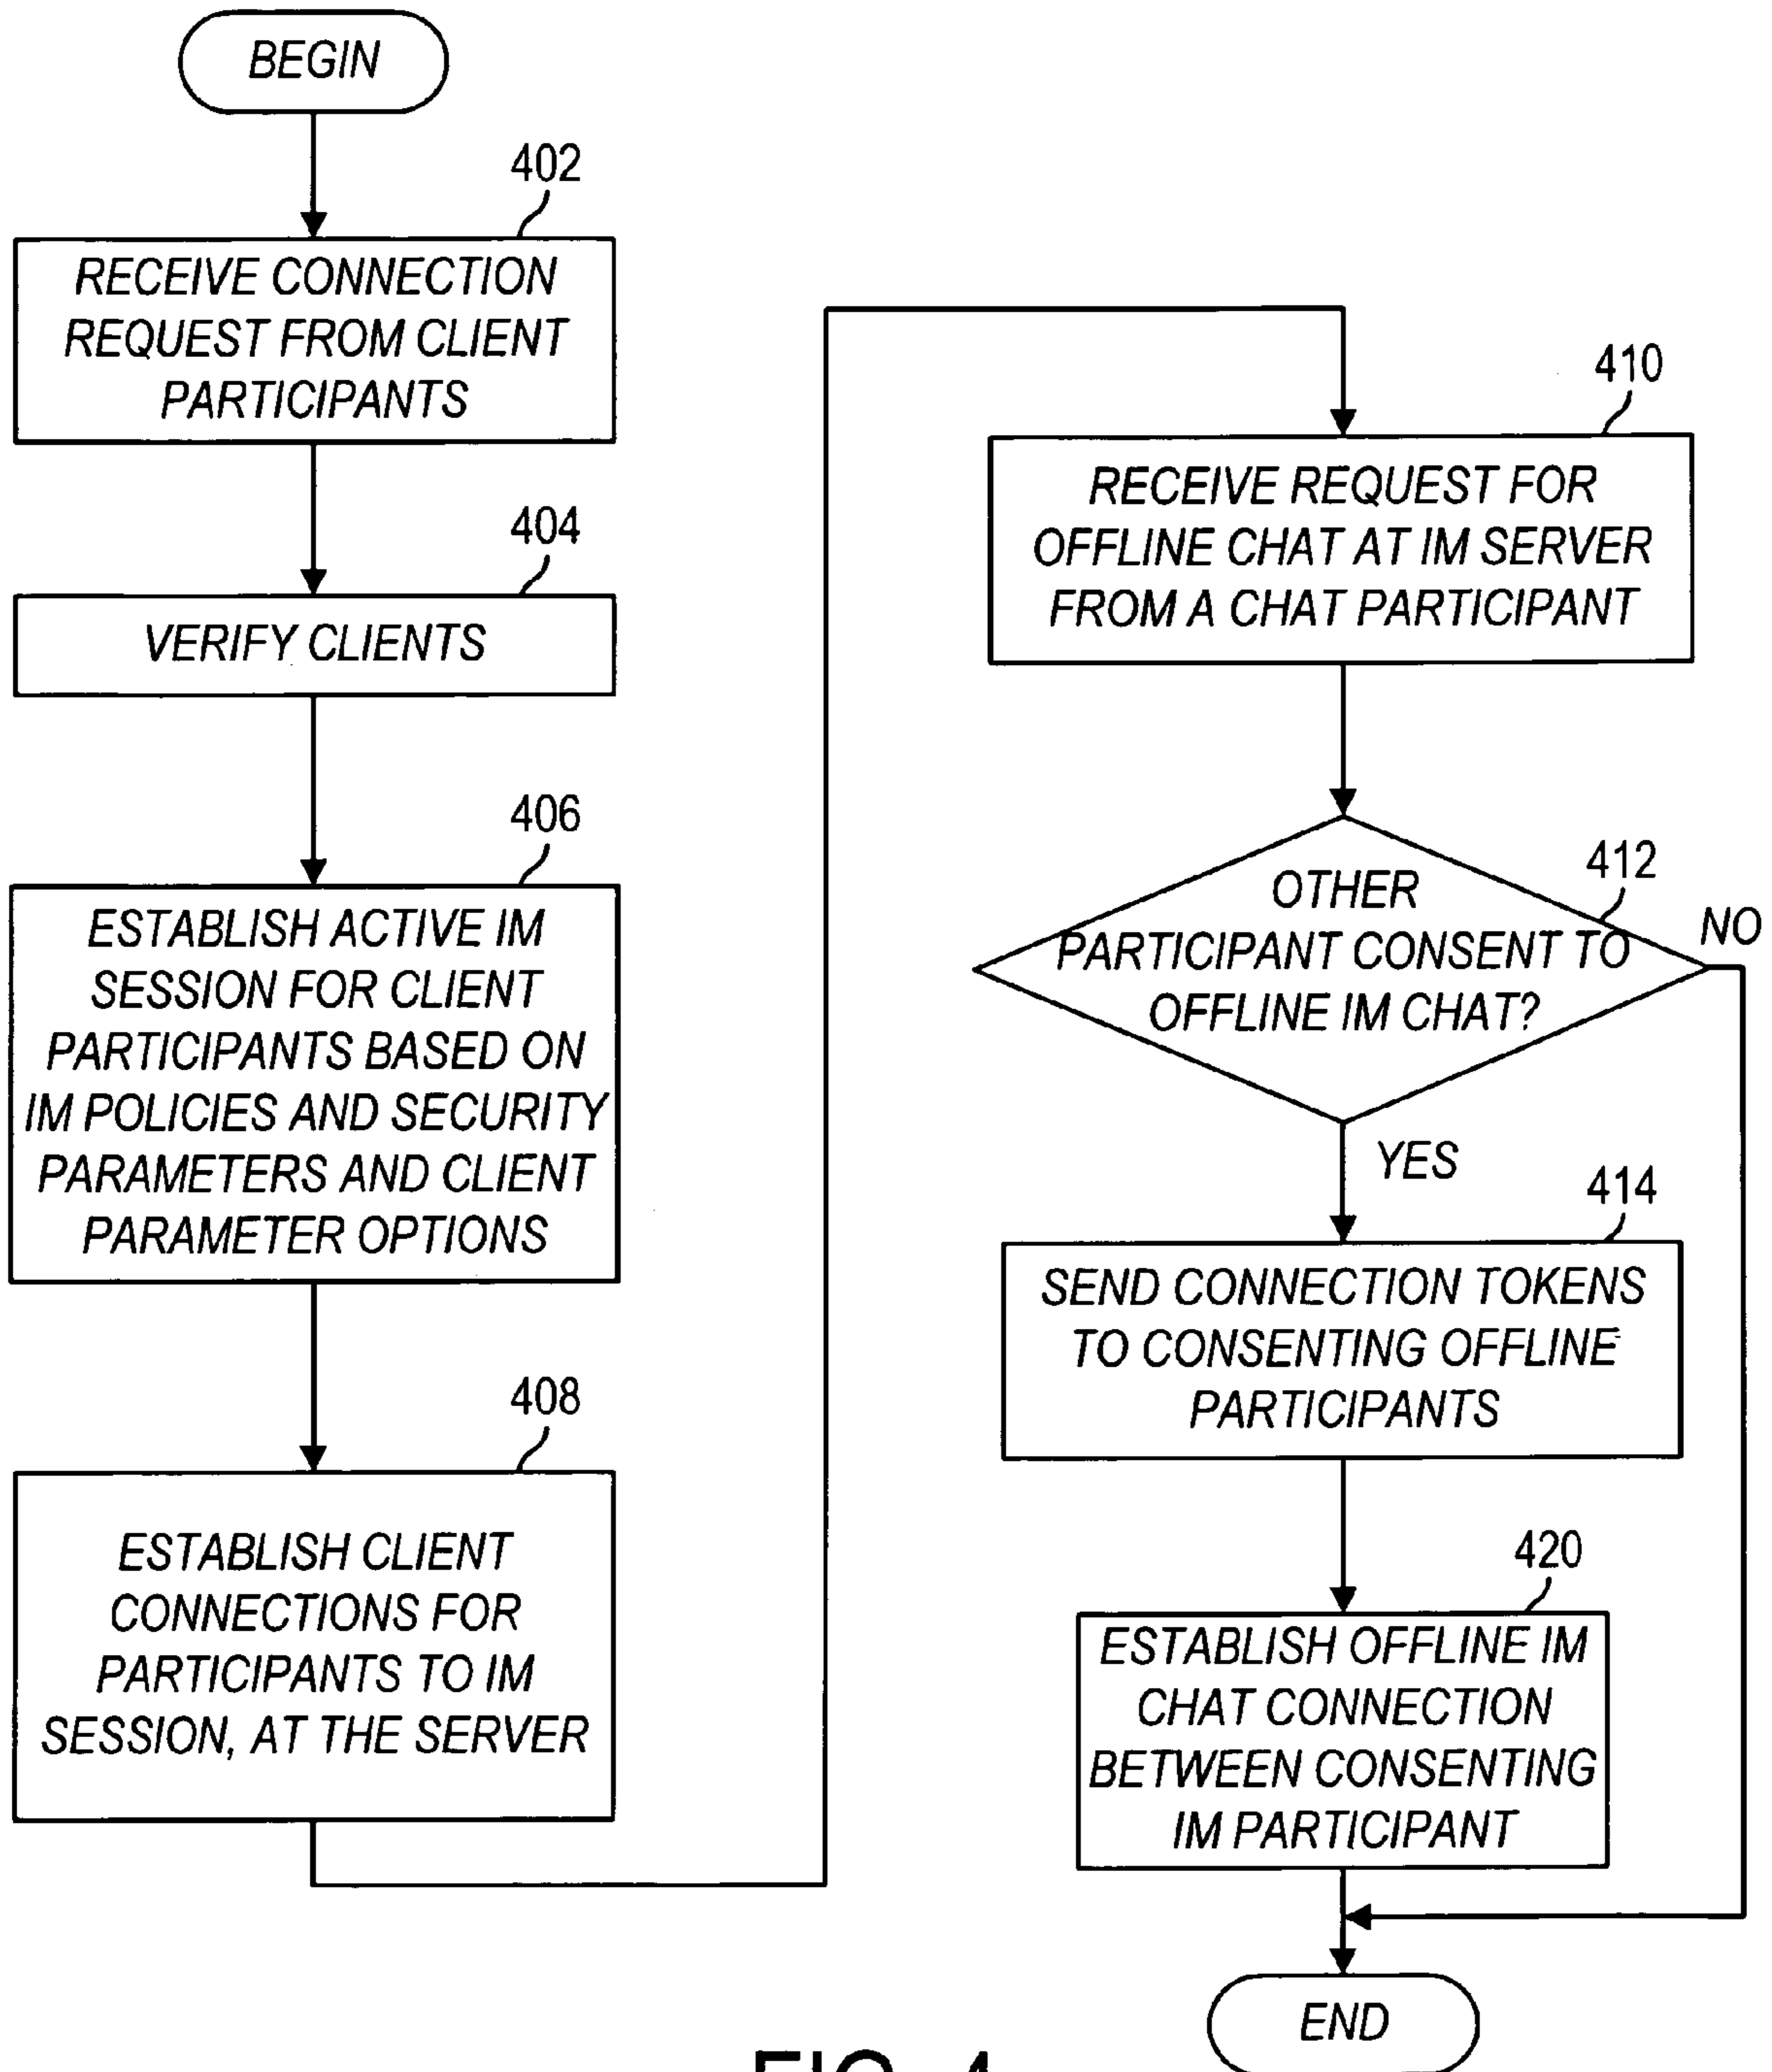 BEGIN
402
RECEIVE CONNECTION
REQUEST FROM CLIENT
PARTICIPANTS
404
VERIFY CLIENTS
406
ESTABLISH ACTIVE IM
SESSION FOR CLIENT
PARTICIPANTS BASED ON
IM POLICIES AND SECURITY
PARAMETERS AND CLIENT
PARAMETER OPTIONS
408
ESTABLISH CLIENT
CONNECTIONS FOR
PARTICIPANTS TO IM
SESSION, AT THE SERVER
410
RECEIVE REQUEST FOR
OFFLINE CHAT AT IM SERVER
FROM A CHAT PARTICIPANT
412
OTHER
PARTICIPANT CONSENT TO
OFFLINE IM CHAT?
NO
YES
414
SEND CONNECTION TOKENS
TO CONSENTING OFFLINE
PARTICIPANTS
420
ESTABLISH OFFLINE IM
CHAT CONNECTION
BETWEEN CONSENTING
IM PARTICIPANT
END
FIG. 4